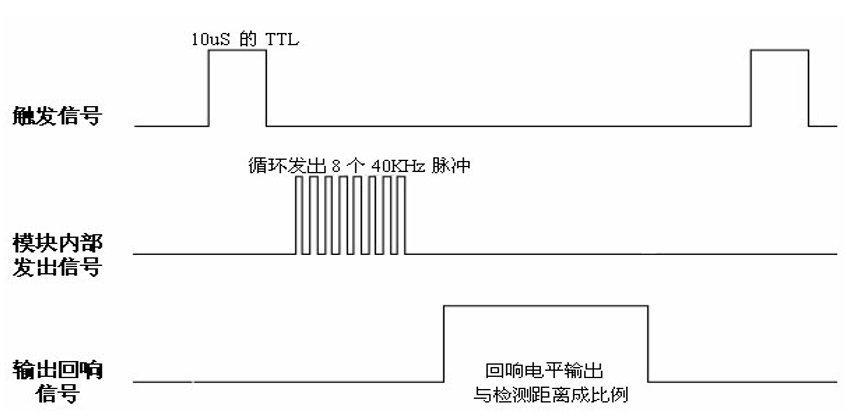 10uS 的 TTL
触发信号
循环发出 8 个 40KHz 脉冲
模块内部
发出信号
输出回响
信号
回响电平输出
与检测距离成比例